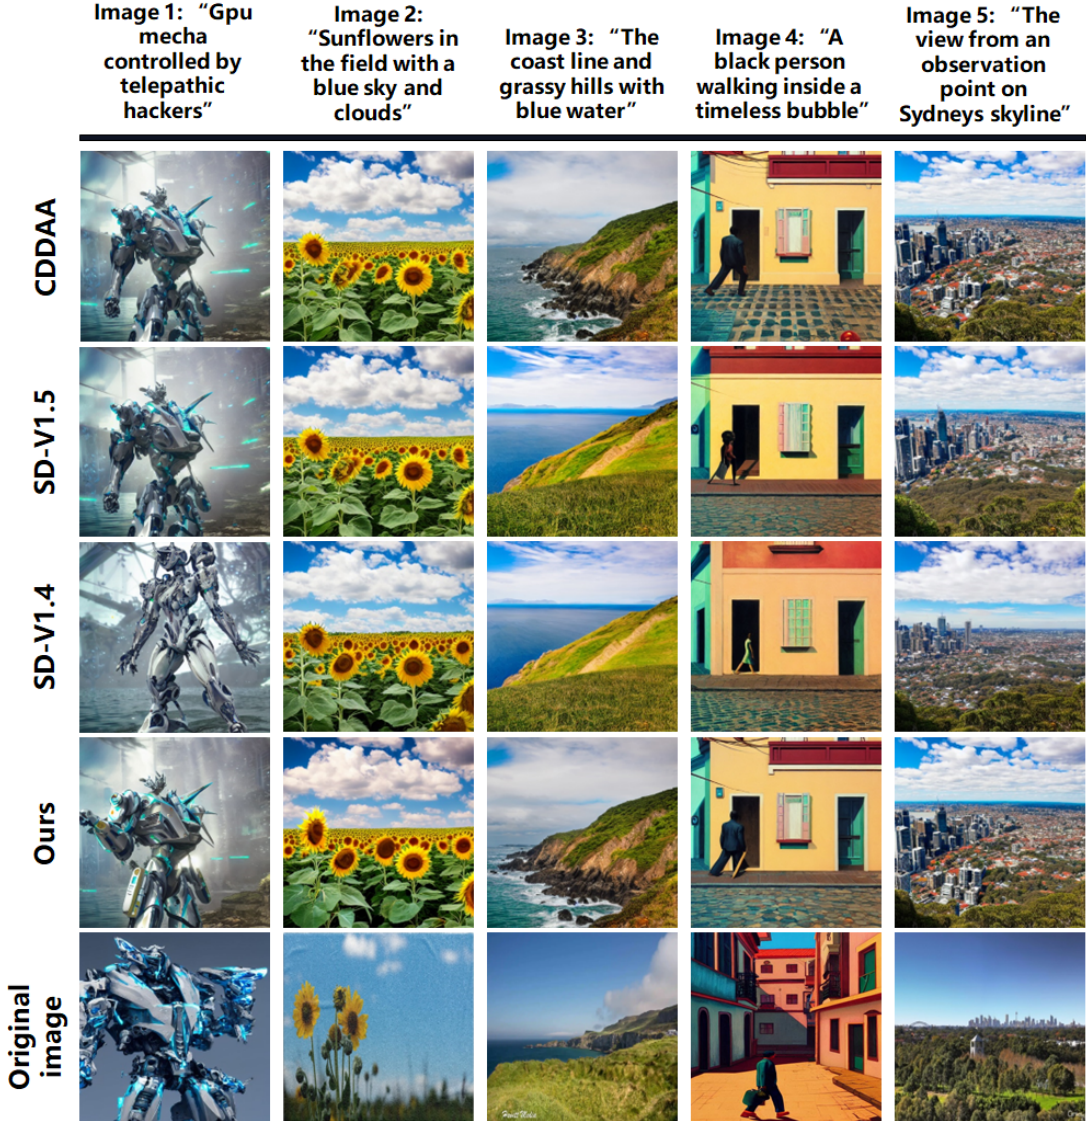 Image 1: “Gpu
mecha
controlled by
telepathic
hackers”
Image 2:
“Sunflowers in
the field with a
blue sky and
clouds”
Image 3: “The
coast line and
grassy hills with
blue water”
Image 4: “A
black person
walking inside a
timeless bubble”
Image 5: “The
view from an
observation
point on
Sydneys skyline”
CDDAA
SD-V1.5
SD-V1.4
Ours
Original
image